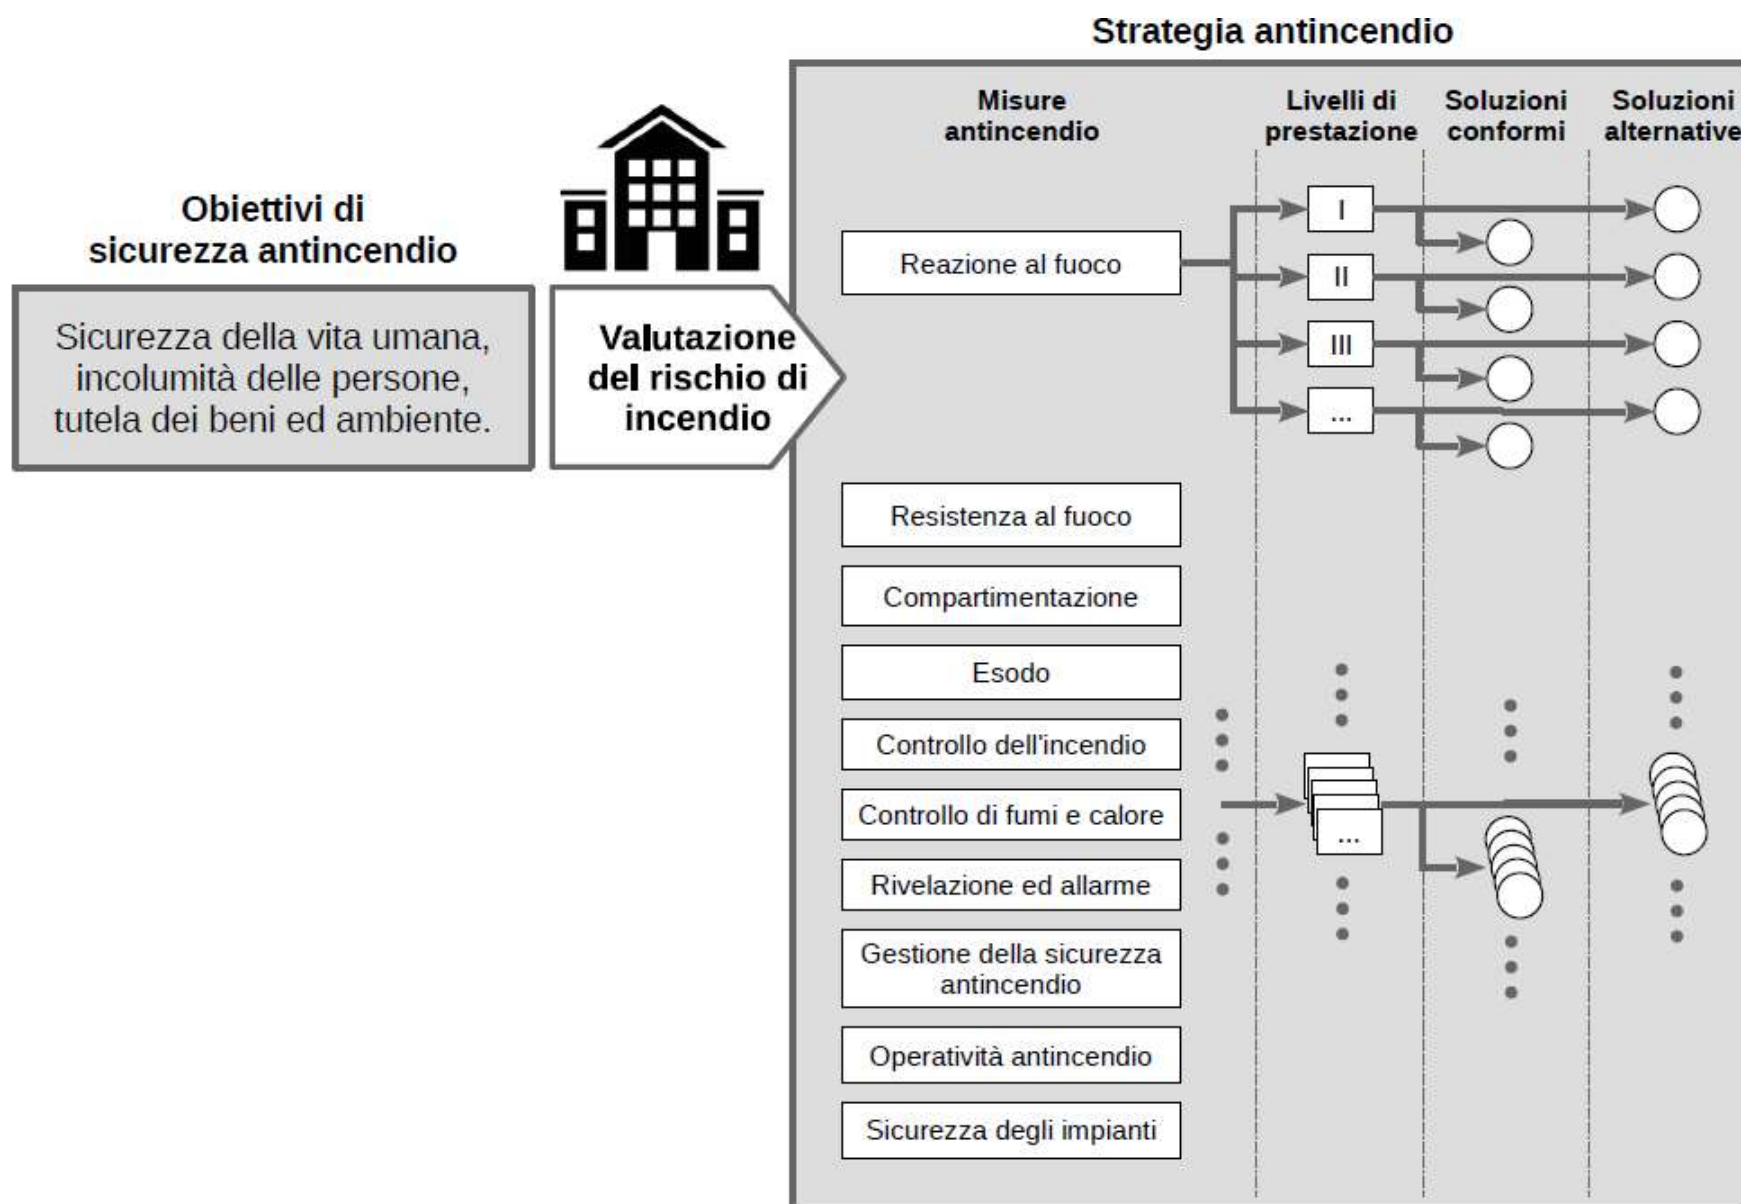 Strategia antincendio
Obiettivi di
sicurezza antincendio
Sicurezza della vita umana,
incolumità delle persone,
tutela dei beni ed ambiente.
Valutazione
del rischio di
incendio
Misure
antincendio
Livelli di
prestazione
Soluzioni
conformi
Soluzioni
alternative
Reazione al fuoco
I
II
III
...
Resistenza al fuoco
Compartimentazione
Esodo
Controllo dell'incendio
Controllo di fumi e calore
...
Rivelazione ed allarme
Gestione della sicurezza
antincendio
Operatività antincendio
Sicurezza degli impianti